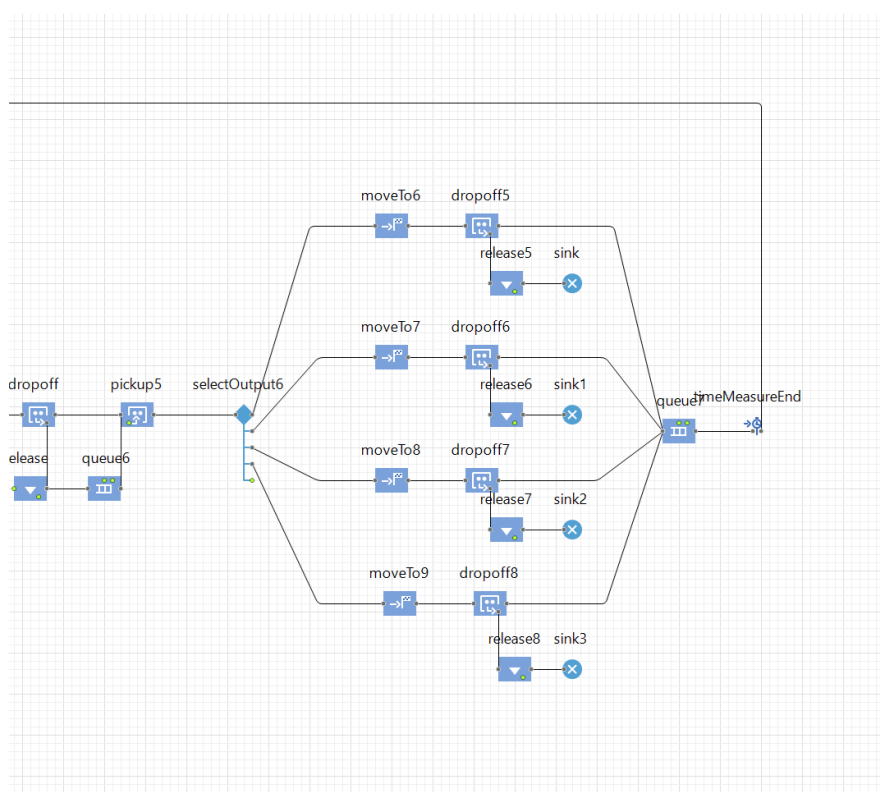 moveTo6 dropoff5
release5 sink
moveTo7 dropoff6
dropoff pickup5 selectOutput6 release6 sink1
queue7 timeMeasureEnd
elease queue6 moveTo8 dropoff7
release7 sink2
moveTo9 dropoff8
release8 sink3